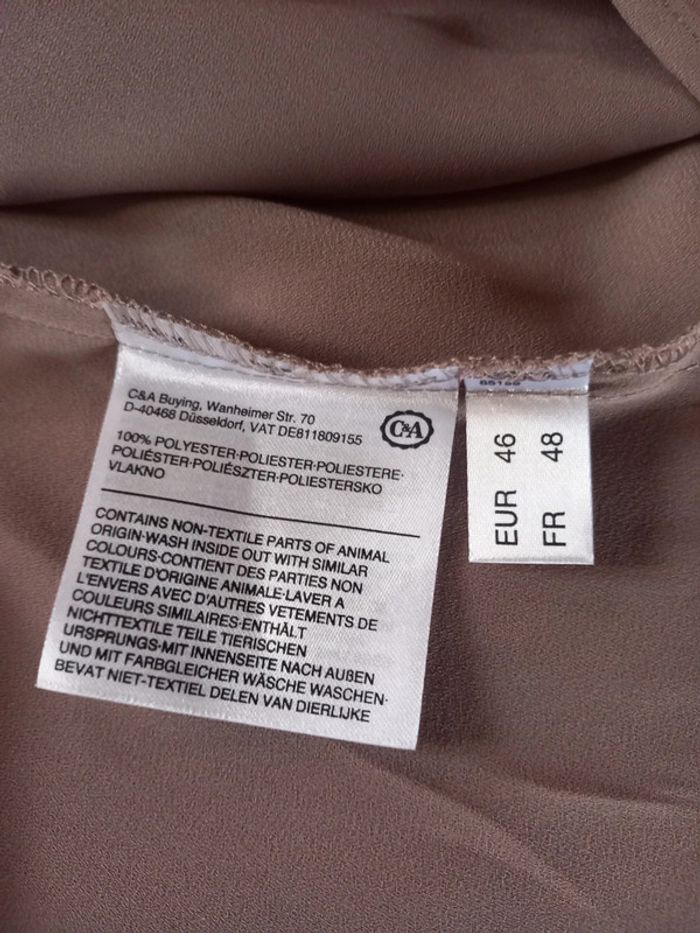 C&A Buying, Wanheimer Str. 70
D-40468 Düsseldorf, VAT DE811809155
C&A
100% POLYESTER·POLIESTER·POLIESTERE·
POLIÉSTER·POLIÉSZTER·POLIESTERSKO
VLAKNO
CONTAINS NON-TEXTILE PARTS OF ANIMAL
ORIGIN·WASH INSIDE OUT WITH SIMILAR
COLOURS·CONTIENT DES PARTIES NON
TEXTILE D'ORIGINE ANIMALE·LAVER A
L'ENVERS AVEC D'AUTRES VETEMENTS DE
COULEURS SIMILAIRES·ENTHÄLT
NICHTTEXTILE TEILE TIERISCHEN
URSPRUNGS·MIT INNENSEITE NACH AUßEN
UND MIT FARBGLEICHER WÄSCHE WASCHEN·
BEVAT NIET-TEXTIEL DELEN VAN DIERLIJKE
EUR 46
FR 48